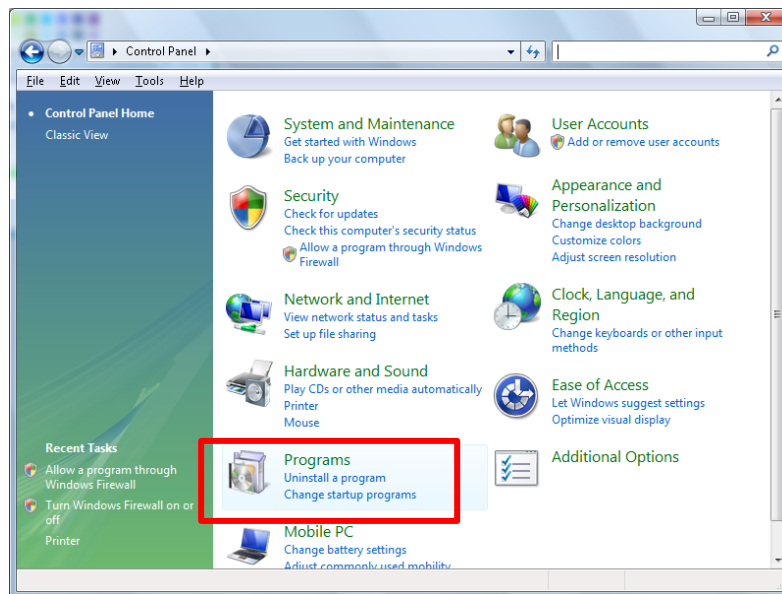 Control Panel
File Edit View Tools Help
Control Panel Home
Classic View
Recent Tasks
Allow a program through
Windows Firewall
Turn Windows Firewall on or
off
Printer
System and Maintenance
Get started with Windows
Back up your computer
Security
Check for updates
Check this computer's security status
Allow a program through Windows
Firewall
Network and Internet
View network status and tasks
Set up file sharing
Hardware and Sound
Play CDs or other media automatically
Printer
Mouse
Programs
Uninstall a program
Change startup programs
Mobile PC
Change battery settings
Adjust commonly used mobility
User Accounts
Add or remove user accounts
Appearance and
Personalization
Change desktop background
Customize colors
Adjust screen resolution
Clock, Language, and
Region
Change keyboards or other input
methods
Ease of Access
Let Windows suggest settings
Optimize visual display
Additional Options